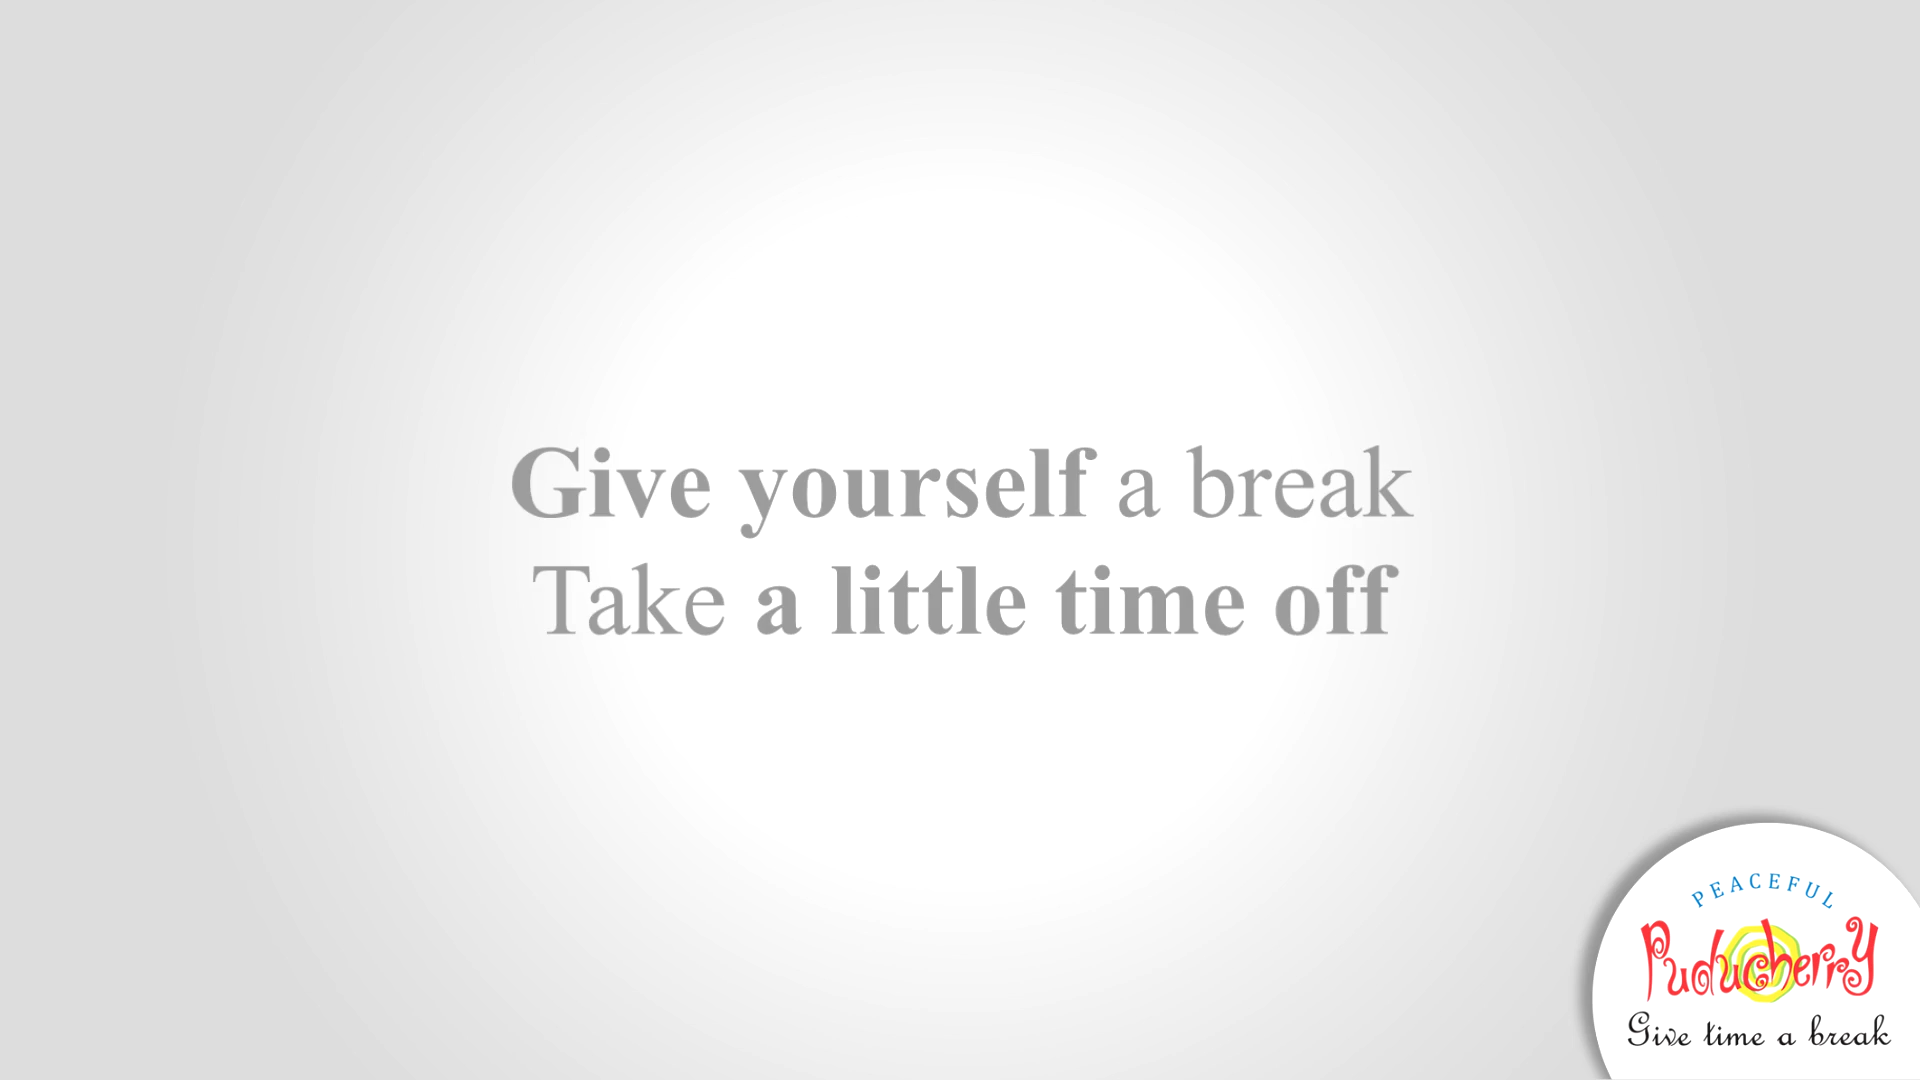 Give yourself a break
Take a little time off
PEACEFUL
PuducherrY
Give time a break